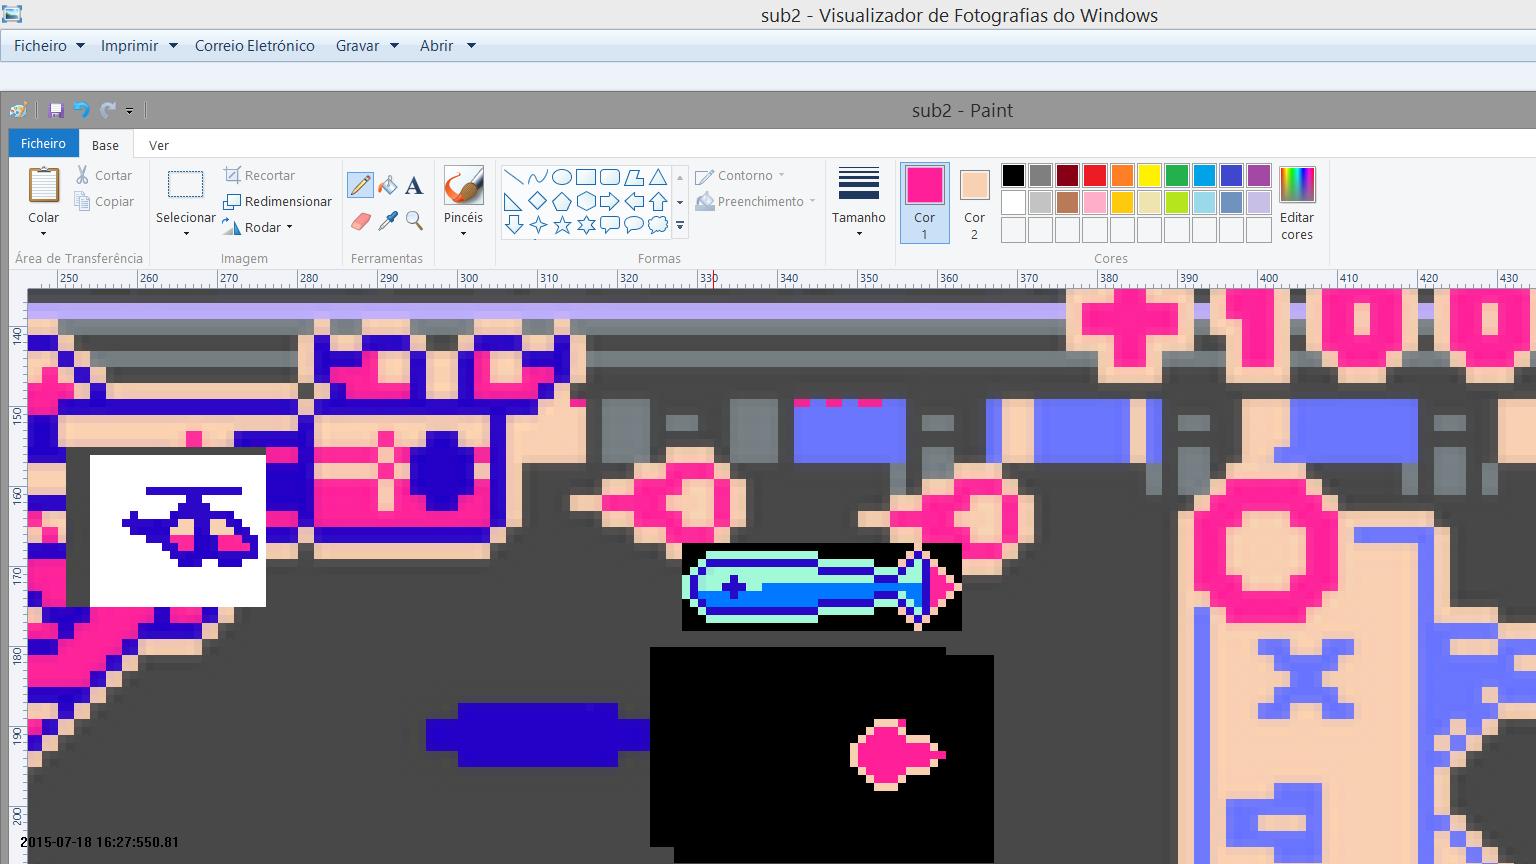 sub2 - Visualizador de Fotografias do Windows
Ficheiro Imprimir Correio Eletrónico Gravar Abrir
sub2 - Paint
Ficheiro Base Ver
Colar
Cortar
Copiar
Área de Transferência
Selecionar
Recortar
Redimensionar
Rodar
Imagem
A
Ferramentas
Pincéis
Contorno
Preenchimento
Formas
Tamanho
Cor
1
Cor
2
Editar
cores
Cores
250 260 270 280 290 300 310 320 330 340 350 360 370 380 390 400 410 420 430
140
150
160
170
180
190
200
+100
2015-07-18 16:27:550.81